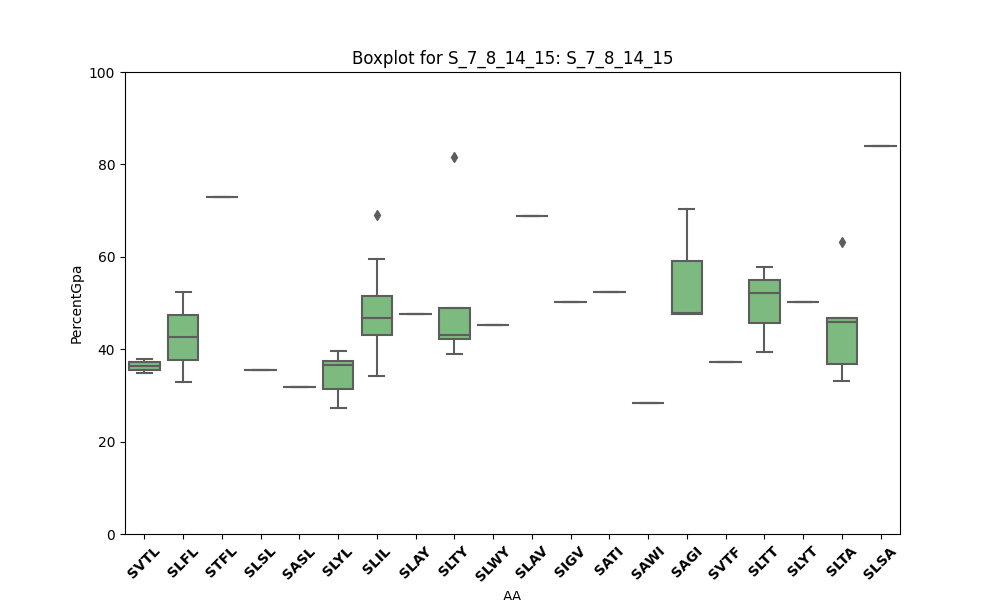 Boxplot for S_7_8_14_15: S_7_8_14_15
100
80
60
40
20
0
PercentGpa
SVTL SLFL STFL SLSL SASL SLYL SLIL SLAY SLTY SLWY SLAV SIGV SATI SAWI SAGI SVTF SLTT SLYT SLTA SLSA
AA